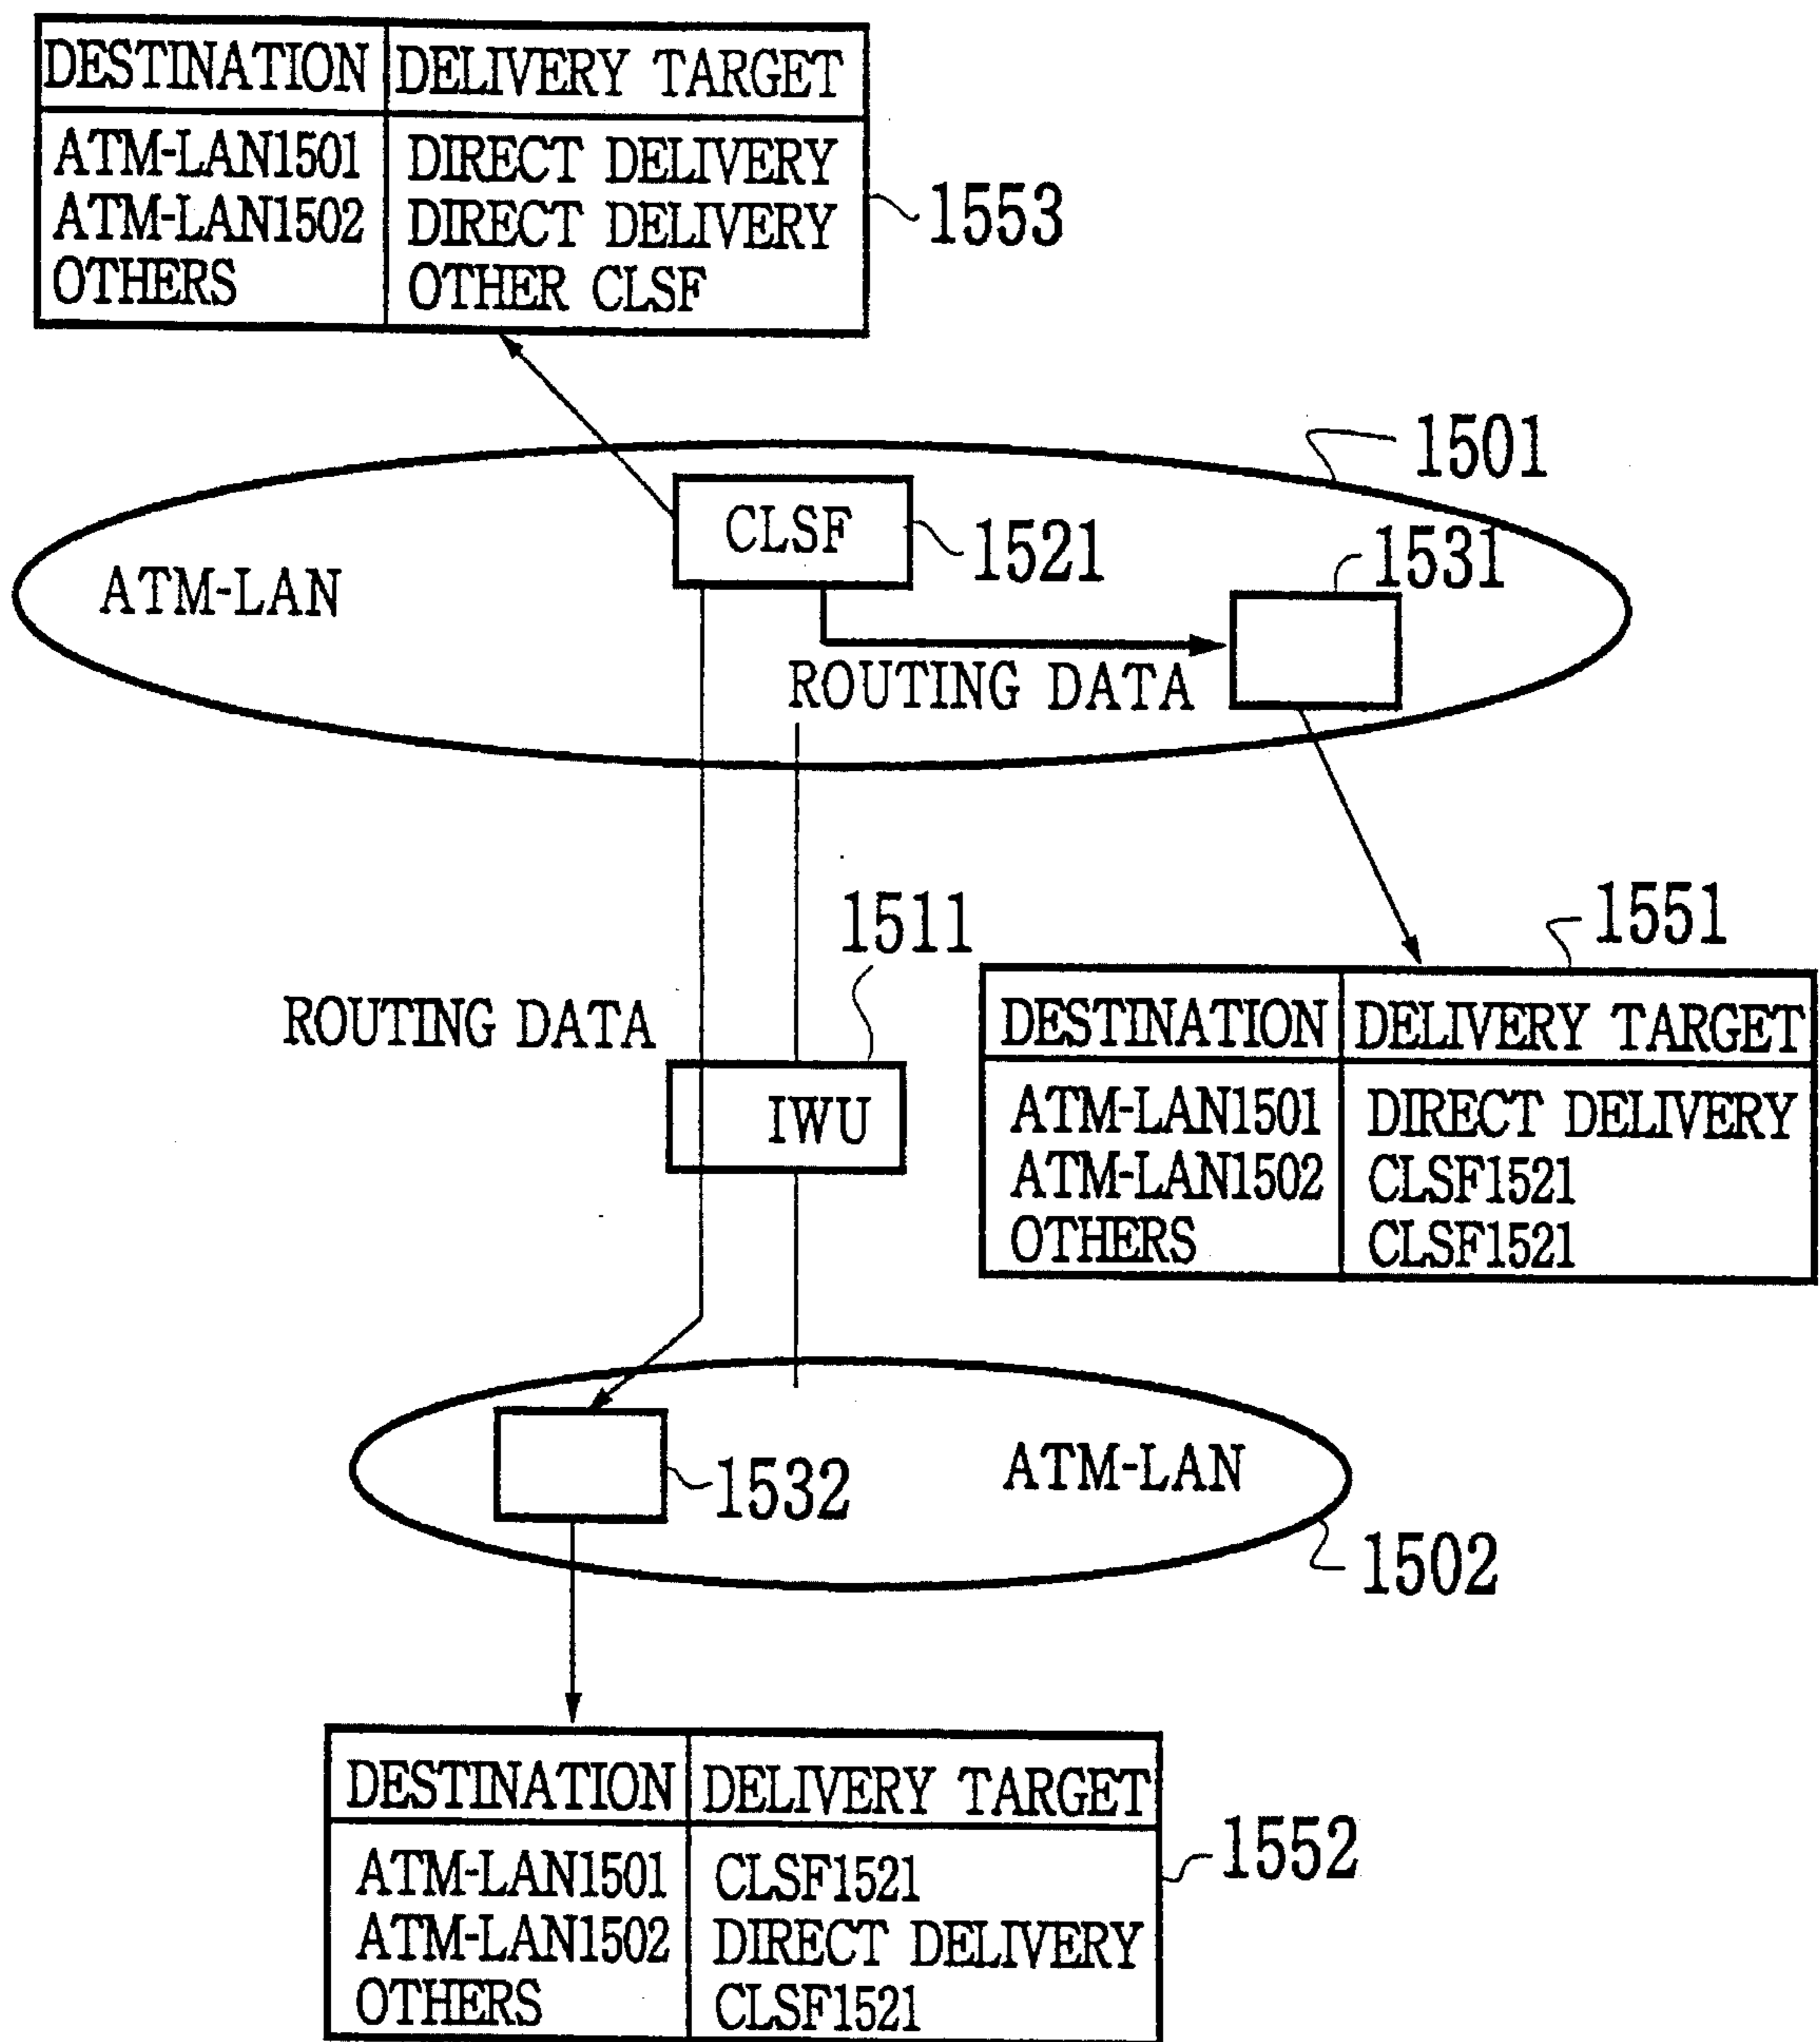 DESTINATION DELIVERY TARGET
ATM-LAN1501 DIRECT DELIVERY
ATM-LAN1502 DIRECT DELIVERY
OTHERS OTHER CLSF
1553
1501
CLSF
1521
1531
ATM-LAN
ROUTING DATA
1511
1551
ROUTING DATA
DESTINATION DELIVERY TARGET
IWU
ATM-LAN1501 DIRECT DELIVERY
ATM-LAN1502 CLSF1521
OTHERS CLSF1521
ATM-LAN
1532
1502
DESTINATION DELIVERY TARGET
ATM-LAN1501 CLSF1521
ATM-LAN1502 DIRECT DELIVERY
OTHERS CLSF1521
1552